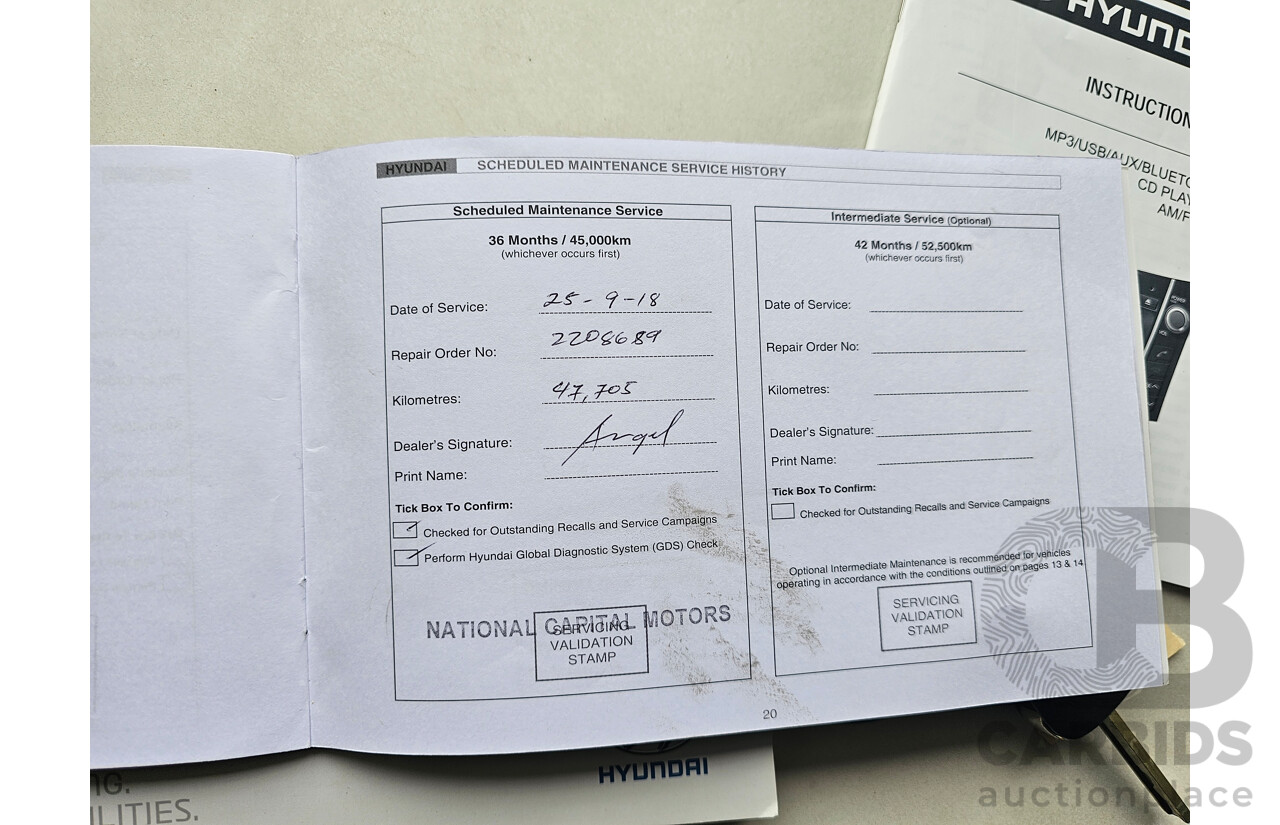 HYUNDAI
INSTRUCTION
MP3/USB/AUX/BLUETO
CD PLAY
AM/F
HYUNDAI SCHEDULED MAINTENANCE SERVICE HISTORY
Scheduled Maintenance Service
36 Months / 45,000km
(whichever occurs first)
Date of Service: 25-9-18
Repair Order No: 2208689
Kilometres: 47,705
Dealer's Signature: Angel
Print Name:
Tick Box To Confirm:
Checked for Outstanding Recalls and Service Campaigns
Perform Hyundai Global Diagnostic System (GDS) Check
NATIONAL CAPITAL MOTORS
SERVICING
VALIDATION
STAMP
Intermediate Service (Optional)
42 Months / 52,500km
(whichever occurs first)
Date of Service:
Repair Order No:
Kilometres:
Dealer's Signature:
Print Name:
Tick Box To Confirm:
Checked for Outstanding Recalls and Service Campaigns
Optional Intermediate Maintenance is recommended for vehicles
operating in accordance with the conditions outlined on pages 13 & 14
SERVICING
VALIDATION
STAMP
20
HYUNDAI
NG.
ILITIES.
CB
CARBIDS
auctionplace